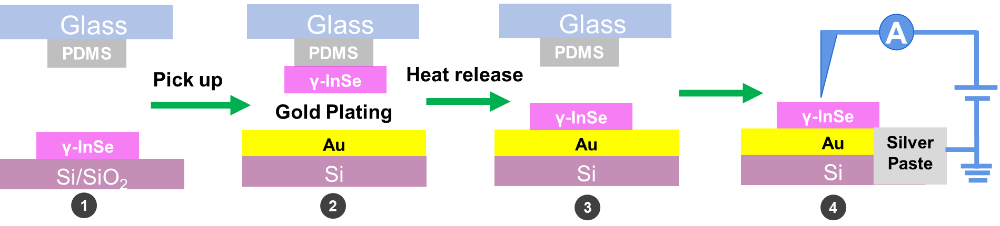 Glass
PDMS
γ-InSe
Si/SiO₂
1
Pick up
Glass
PDMS
γ-InSe
Gold Plating
Au
Si
2
Heat release
Glass
PDMS
γ-InSe
Au
Si
3
A
γ-InSe
Au
Si
Silver
Paste
4